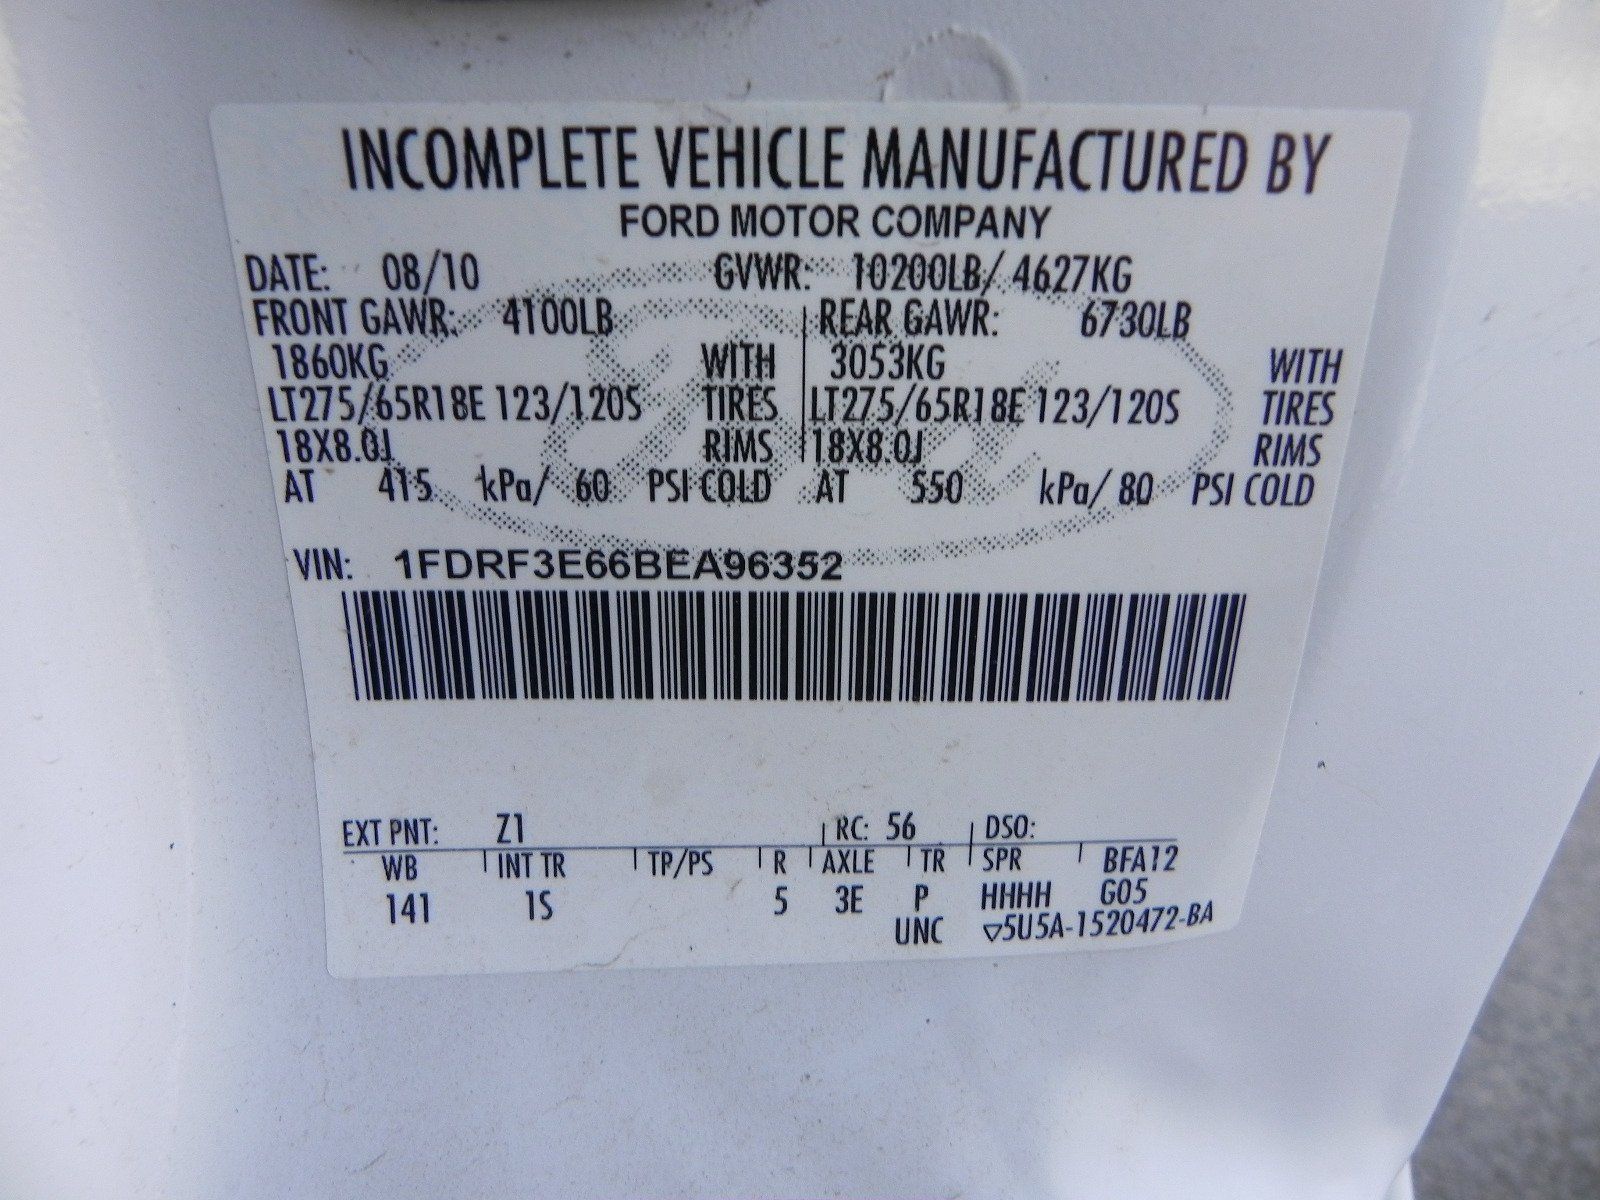 INCOMPLETE VEHICLE MANUFACTURED BY
FORD MOTOR COMPANY
DATE: 08/10 GVWR: 10200LB/ 4627KG
FRONT GAWR: 4100LB REAR GAWR: 6730LB
1860KG WITH 3053KG WITH
LT275/65R18E 123/120S TIRES LT275/65R18E 123/120S TIRES
18X8.0J RIMS 18X8.0J RIMS
AT 415 kPa/ 60 PSI COLD AT 550 kPa/ 80 PSI COLD
VIN: 1FDRF3E66BEA96352
EXT PNT: Z1 RC: 56 DSO:
WB INT TR TP/PS R AXLE TR SPR BFA12
141 1S 5 3E P HHHH G05
UNC ▽5U5A-1520472-BA